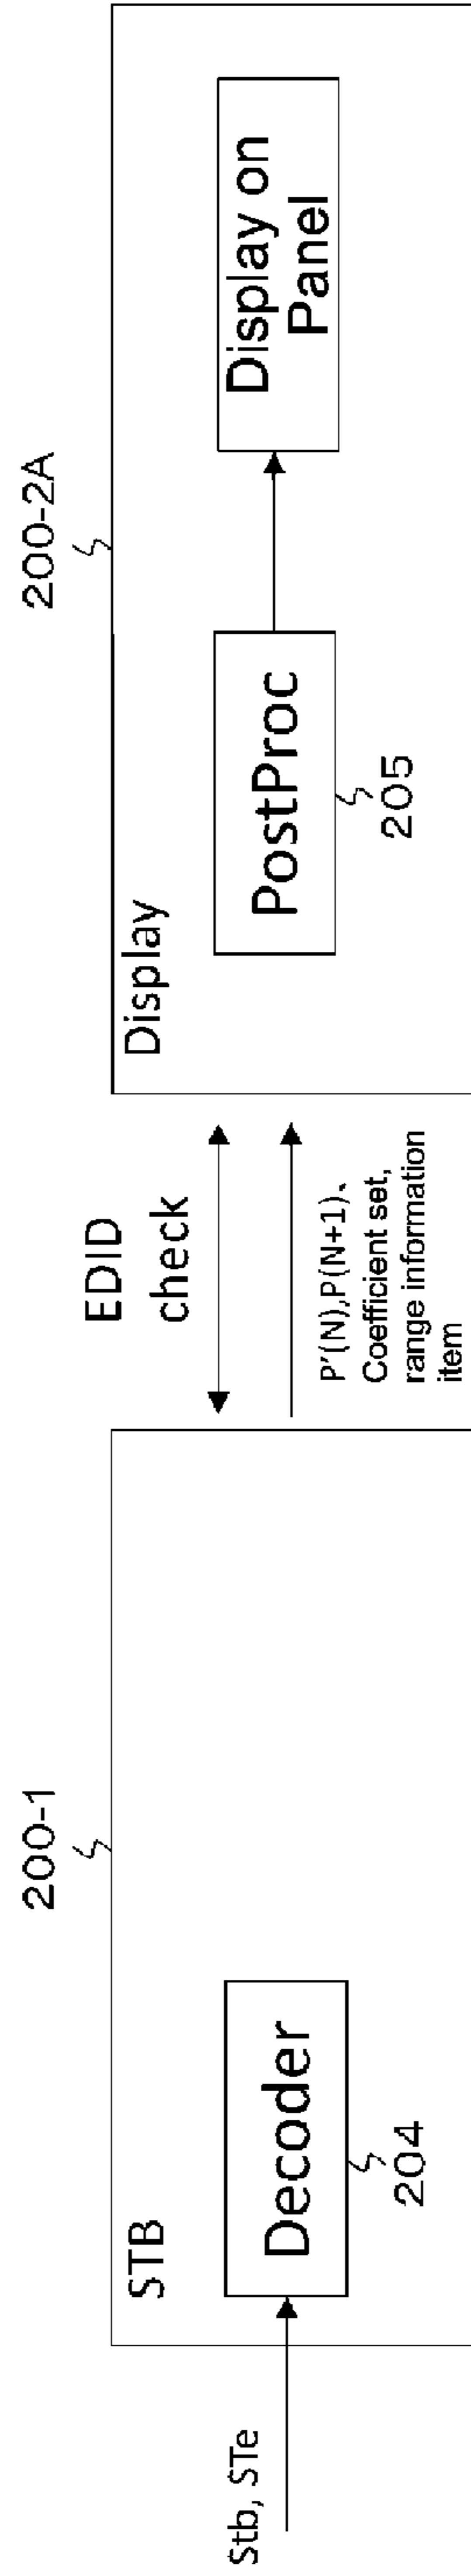 200-1
200-2A
STB
EDID
check
Display
Stb, STe
Decoder
204
P'(N),P(N+1)、
Coefficient set,
range information
item
PostProc
205
Display on
Panel